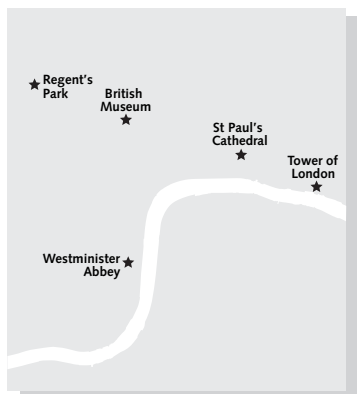 Regent's
Park
British
Museum
St Paul's
Cathedral
Tower of
London
Westminister
Abbey